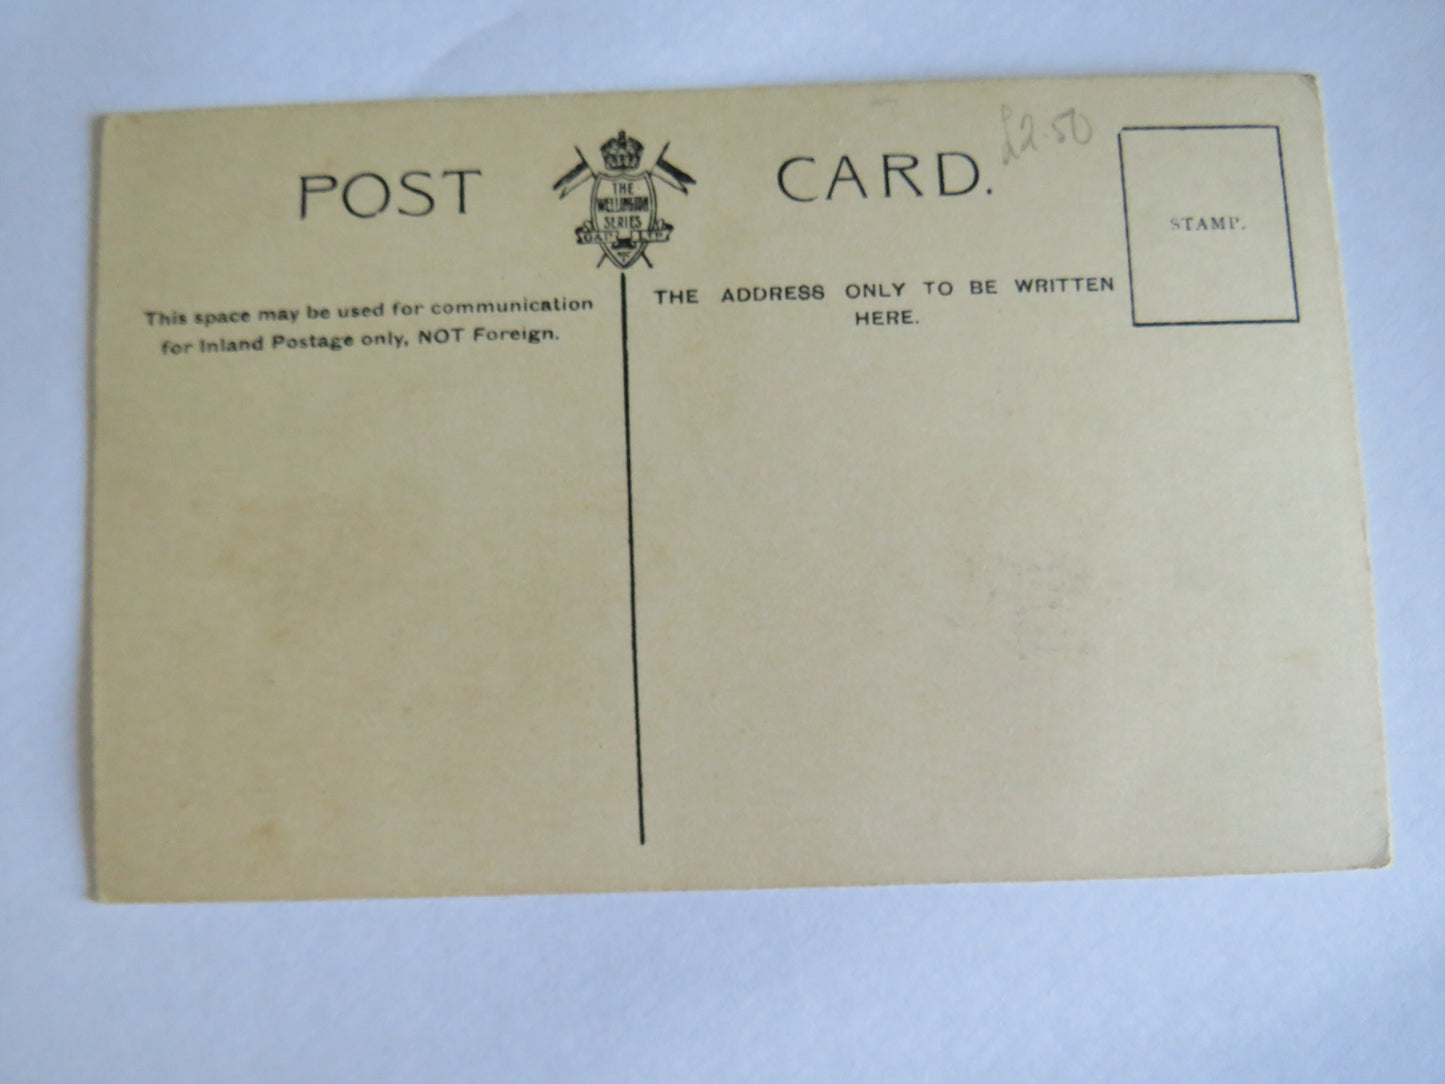 POST CARD.
£2.50
THE
WELLINGTON
SERIES
G&P. LTD.
STAMP.
This space may be used for communication
for Inland Postage only, NOT Foreign.
THE ADDRESS ONLY TO BE WRITTEN
HERE.